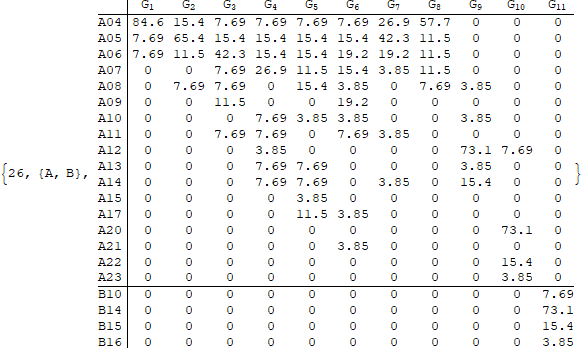 G1 G2 G3 G4 G5 G6 G7 G8 G9 G10 G11
A04 84.6 15.4 7.69 7.69 7.69 7.69 26.9 57.7 0 0 0
A05 7.69 65.4 15.4 15.4 15.4 15.4 42.3 11.5 0 0 0
A06 7.69 11.5 42.3 15.4 15.4 19.2 19.2 11.5 0 0 0
A07 0 0 7.69 26.9 11.5 15.4 3.85 11.5 0 0 0
A08 0 7.69 7.69 0 15.4 3.85 0 7.69 3.85 0 0
A09 0 0 11.5 0 0 19.2 0 0 0 0 0
A10 0 0 0 7.69 3.85 3.85 0 0 3.85 0 0
A11 0 0 7.69 7.69 0 7.69 3.85 0 0 0 0
A12 0 0 0 3.85 0 0 0 0 73.1 7.69 0
{26, {A, B}, A13 0 0 0 7.69 7.69 0 0 0 3.85 0 0 }
A14 0 0 0 7.69 7.69 0 3.85 0 15.4 0 0
A15 0 0 0 0 3.85 0 0 0 0 0 0
A17 0 0 0 0 11.5 3.85 0 0 0 0 0
A20 0 0 0 0 0 0 0 0 0 73.1 0
A21 0 0 0 0 0 3.85 0 0 0 0 0
A22 0 0 0 0 0 0 0 0 0 15.4 0
A23 0 0 0 0 0 0 0 0 0 3.85 0
B10 0 0 0 0 0 0 0 0 0 0 7.69
B14 0 0 0 0 0 0 0 0 0 0 73.1
B15 0 0 0 0 0 0 0 0 0 0 15.4
B16 0 0 0 0 0 0 0 0 0 0 3.85